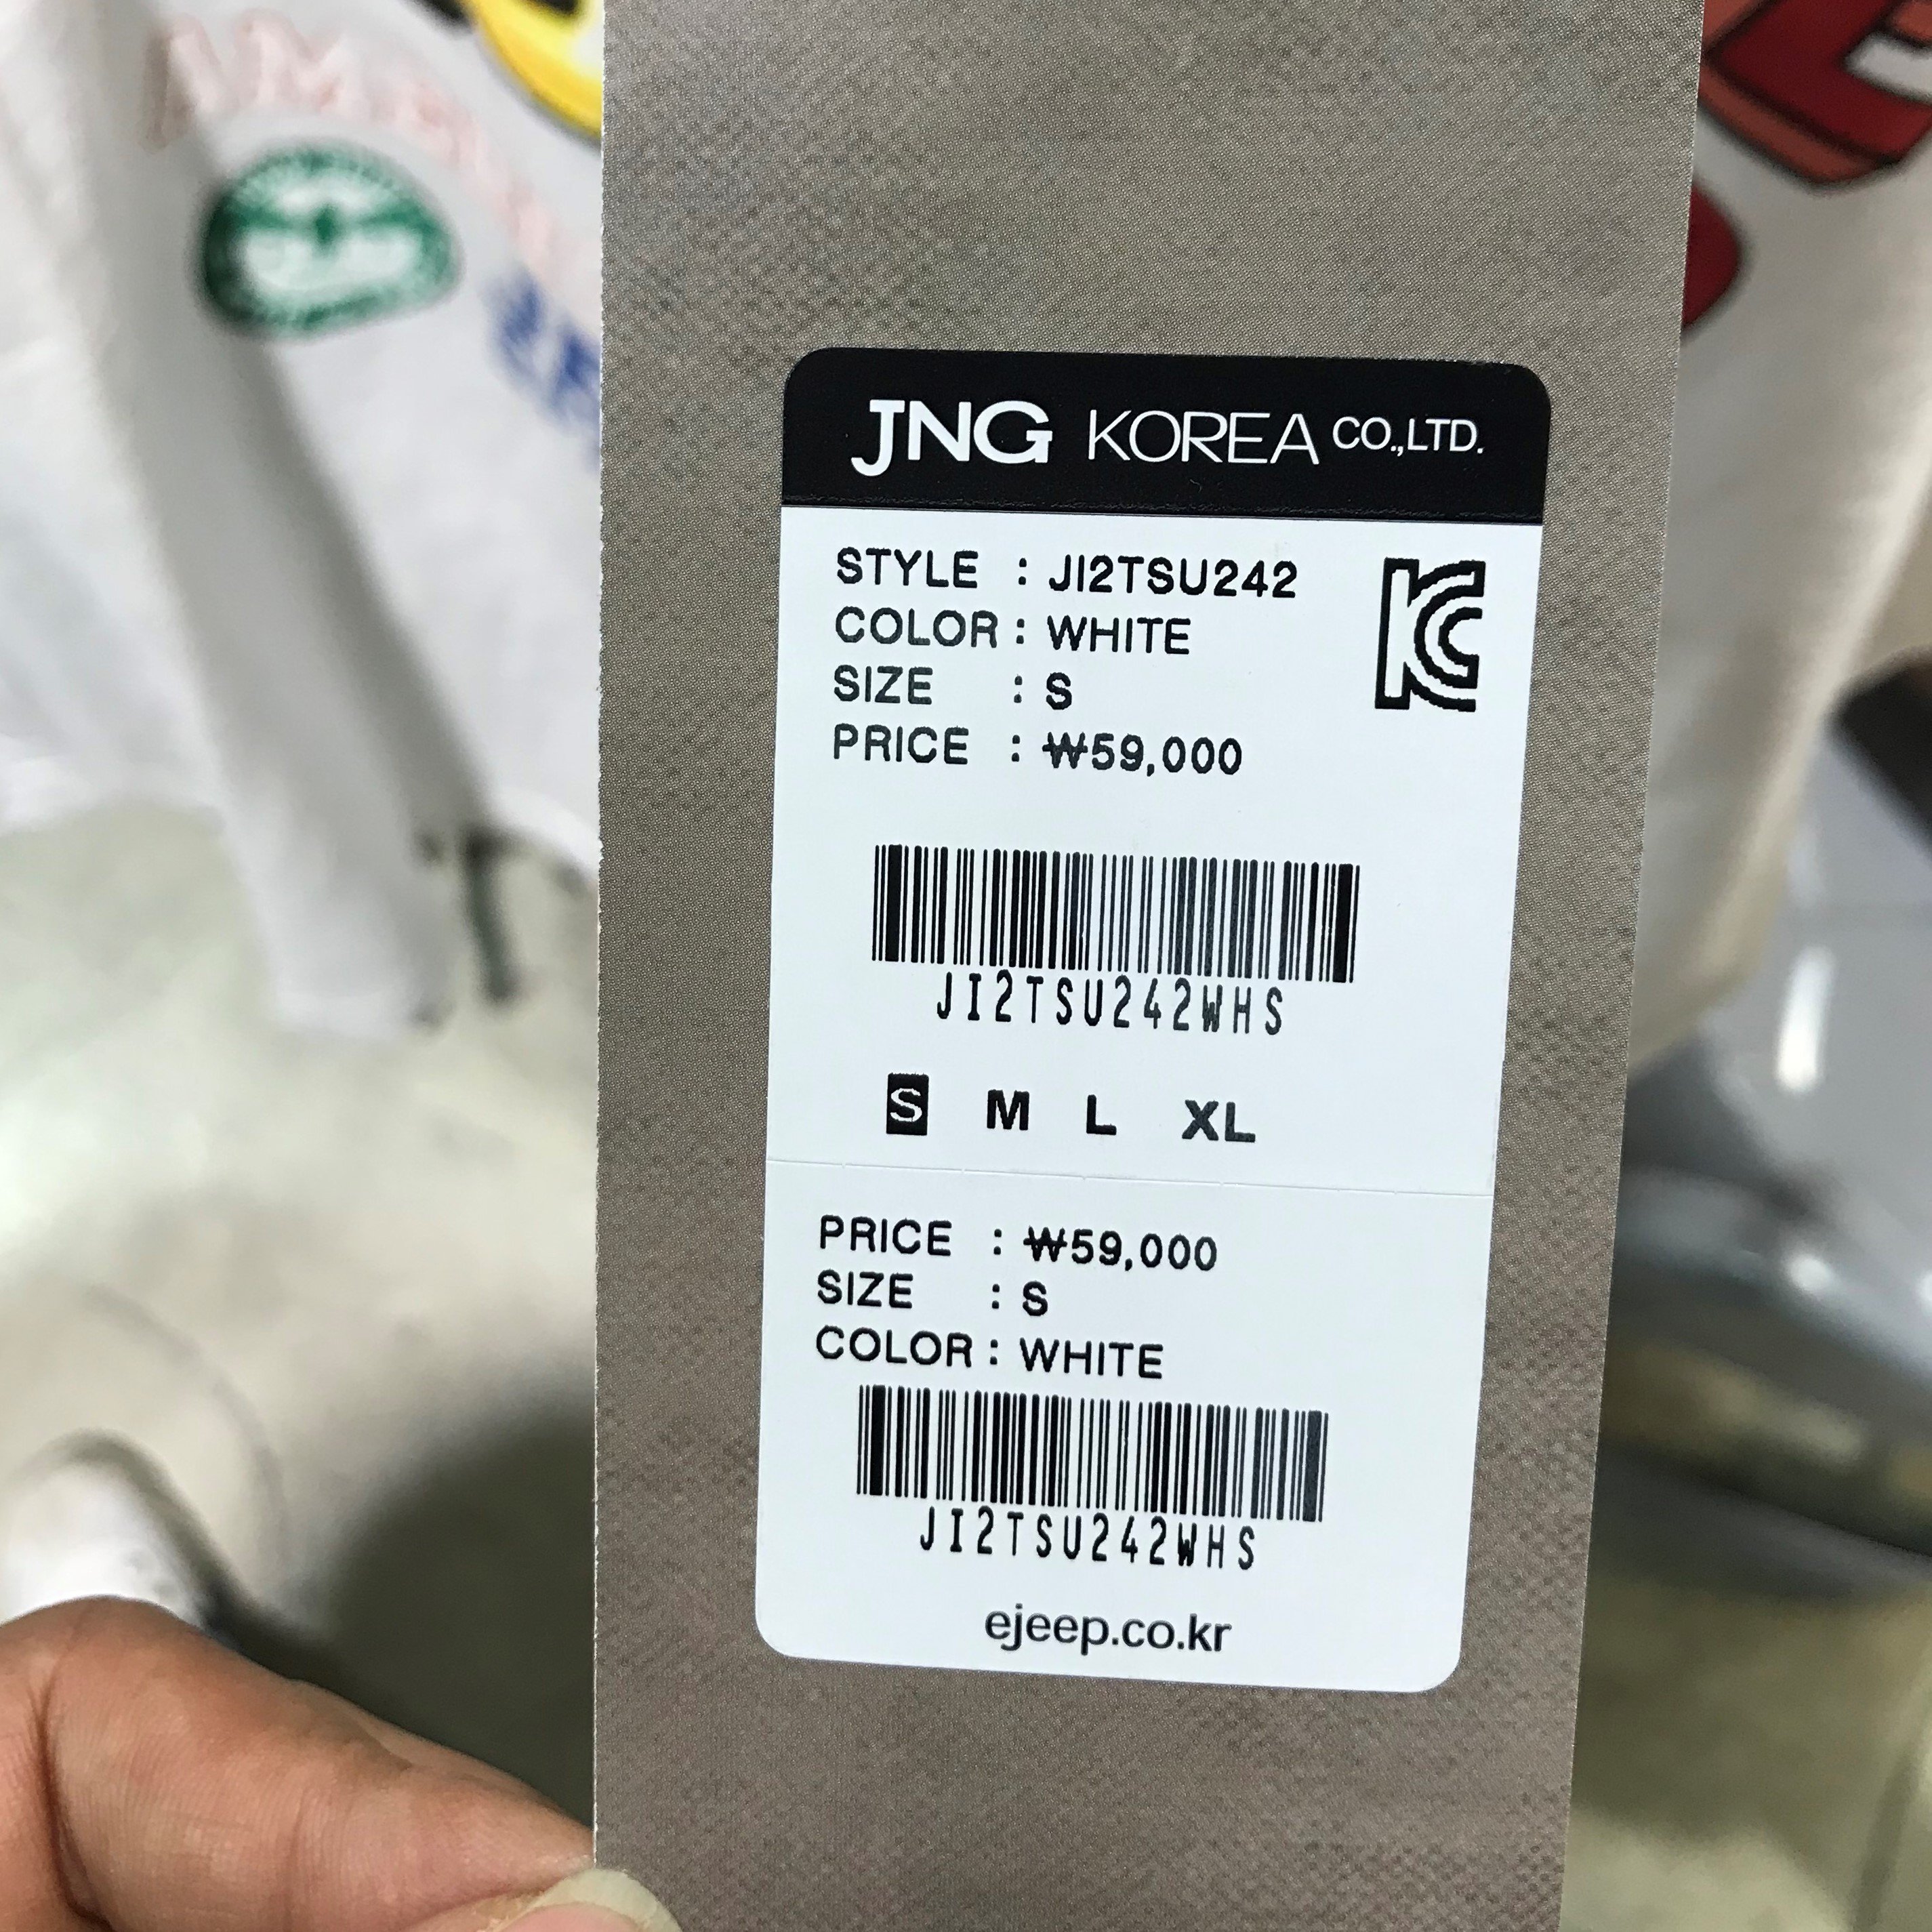 JNG KOREA CO.,LTD.
STYLE : JI2TSU242
COLOR : WHITE
SIZE : S
PRICE : ₩59,000
JI2TSU242WHS
S M L XL
PRICE : ₩59,000
SIZE : S
COLOR : WHITE
JI2TSU242WHS
ejeep.co.kr